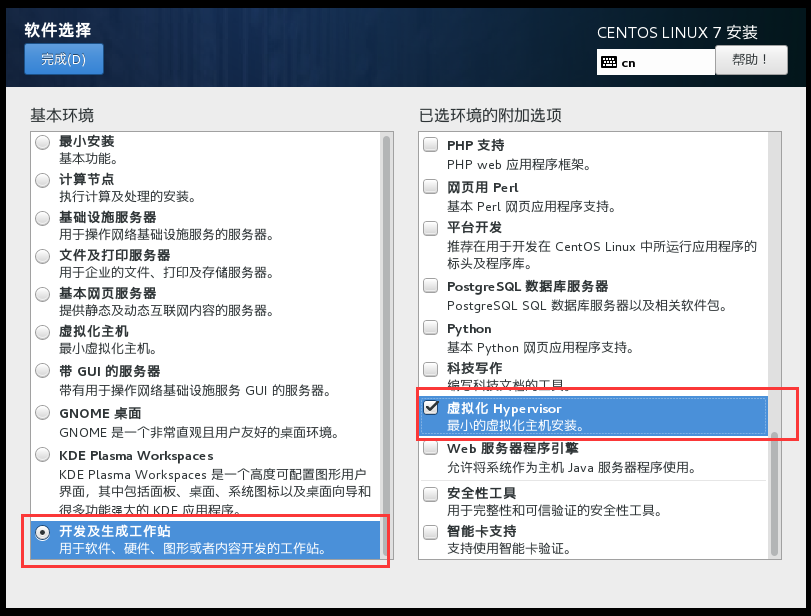 软件选择
CENTOS LINUX 7 安装
完成(D)
cn
帮助！
基本环境
最小安装
基本功能。
计算节点
执行计算及处理的安装。
基础设施服务器
用于操作网络基础设施服务的服务器。
文件及打印服务器
用于企业的文件、打印及存储服务器。
基本网页服务器
提供静态及动态互联网内容的服务器。
虚拟化主机
最小虚拟化主机。
带 GUI 的服务器
带有用于操作网络基础设施服务 GUI 的服务器。
GNOME 桌面
GNOME 是一个非常直观且用户友好的桌面环境。
KDE Plasma Workspaces
KDE Plasma Workspaces 是一个高度可配置图形用户
界面，其中包括面板、桌面、系统图标以及桌面向导和
很多功能强大的 KDE 应用程序。
开发及生成工作站
用于软件、硬件、图形或者内容开发的工作站。
已选环境的附加选项
PHP 支持
PHP web 应用程序框架。
网页用 Perl
基本 Perl 网页应用程序支持。
平台开发
推荐在用于开发在 CentOS Linux 中所运行应用程序的
标头及程序库。
PostgreSQL 数据库服务器
PostgreSQL SQL 数据库服务器以及相关软件包。
Python
基本 Python 网页应用程序支持。
科技写作
编写科技文档的工具。
虚拟化 Hypervisor
最小的虚拟化主机安装。
Web 服务器程序引擎
允许将系统作为主机 Java 服务器程序使用。
安全性工具
用于完整性和可信验证的安全性工具。
智能卡支持
支持使用智能卡验证。